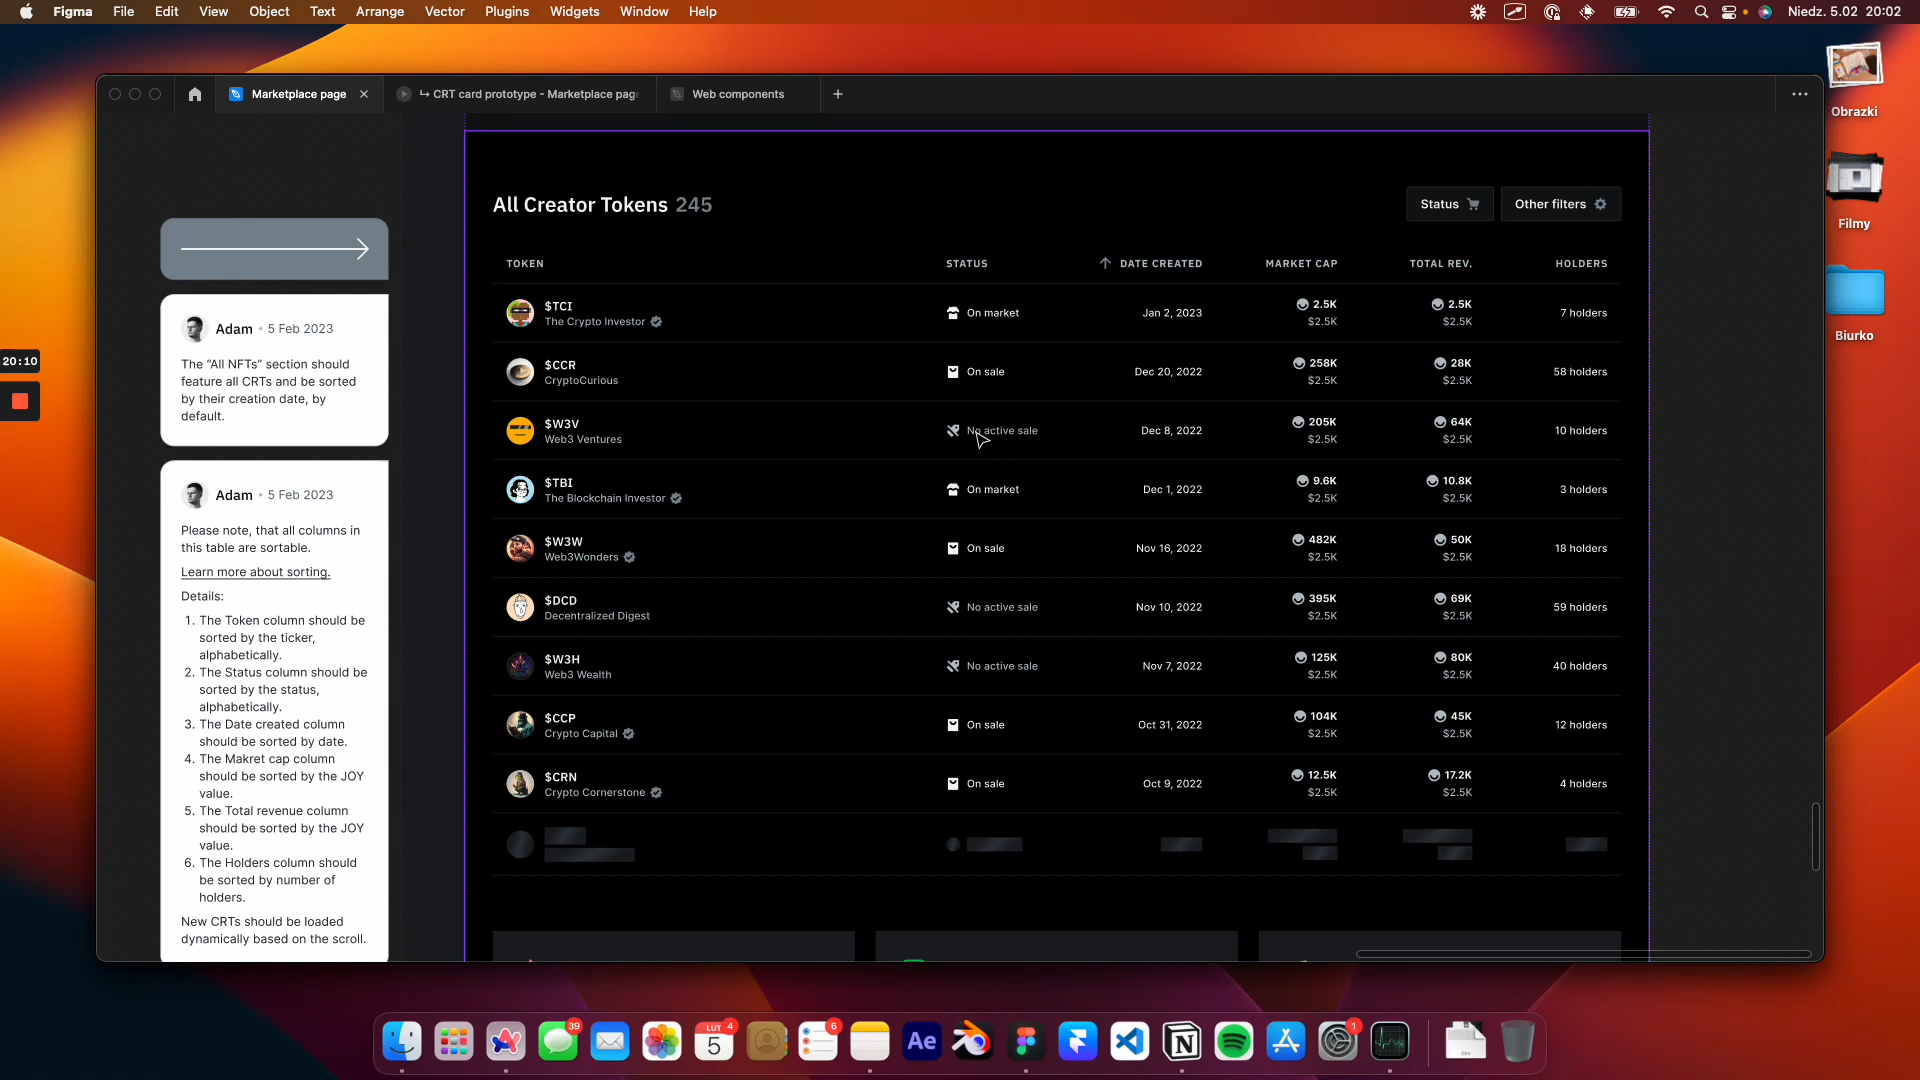 Figma File Edit View Object Text Arrange Vector Plugins Widgets Window Help
Niedz. 5.02 20:02
Marketplace page
↳ CRT card prototype - Marketplace pag
Web components
Obrazki
Filmy
Biurko
20:10
Adam • 5 Feb 2023
The “All NFTs” section should
feature all CRTs and be sorted
by their creation date, by
default.
Adam • 5 Feb 2023
Please note, that all columns in
this table are sortable.
Learn more about sorting.
Details:
1. The Token column should be
sorted by the ticker,
alphabetically.
2. The Status column should be
sorted by the status,
alphabetically.
3. The Date created column
should be sorted by date.
4. The Makret cap column
should be sorted by the JOY
value.
5. The Total revenue column
should be sorted by the JOY
value.
6. The Holders column should
be sorted by number of
holders.
New CRTs should be loaded
dynamically based on the scroll.
All Creator Tokens 245
Status
Other filters
TOKEN STATUS DATE CREATED MARKET CAP TOTAL REV. HOLDERS
$TCI 2.5K 2.5K
On market Jan 2, 2023 7 holders
The Crypto Investor $2.5K $2.5K
$CCR 258K 28K
On sale Dec 20, 2022 58 holders
CryptoCurious $2.5K $2.5K
$W3V 205K 64K
No active sale Dec 8, 2022 10 holders
Web3 Ventures $2.5K $2.5K
$TBI 9.6K 10.8K
On market Dec 1, 2022 3 holders
The Blockchain Investor $2.5K $2.5K
$W3W 482K 50K
On sale Nov 16, 2022 18 holders
Web3Wonders $2.5K $2.5K
$DCD 395K 69K
No active sale Nov 10, 2022 59 holders
Decentralized Digest $2.5K $2.5K
$W3H 125K 80K
No active sale Nov 7, 2022 40 holders
Web3 Wealth $2.5K $2.5K
$CCP 104K 45K
On sale Oct 31, 2022 12 holders
Crypto Capital $2.5K $2.5K
$CRN 12.5K 17.2K
On sale Oct 9, 2022 4 holders
Crypto Cornerstone $2.5K $2.5K
39
LUT 4
5
6
Ae
N
1
CSV